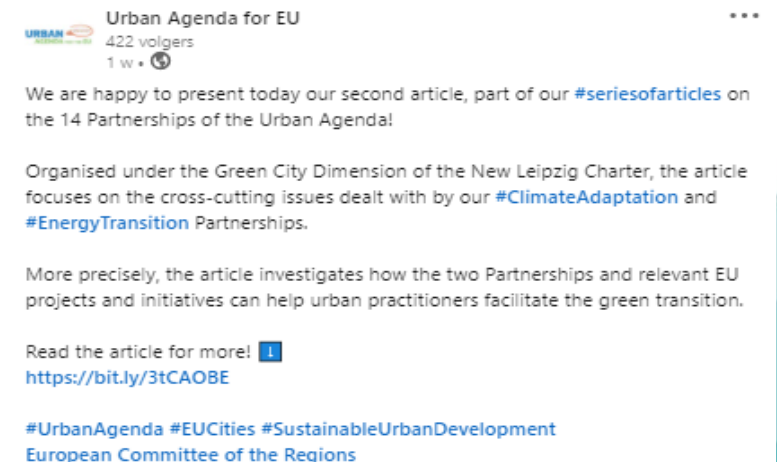 URBAN
AGENDA FOR THE EU
Urban Agenda for EU
422 volgers
1 w •
We are happy to present today our second article, part of our #seriesofarticles on
the 14 Partnerships of the Urban Agenda!
Organised under the Green City Dimension of the New Leipzig Charter, the article
focuses on the cross-cutting issues dealt with by our #ClimateAdaptation and
#EnergyTransition Partnerships.
More precisely, the article investigates how the two Partnerships and relevant EU
projects and initiatives can help urban practitioners facilitate the green transition.
Read the article for more! ⬇
https://bit.ly/3tCAOBE
#UrbanAgenda #EUCities #SustainableUrbanDevelopment
European Committee of the Regions